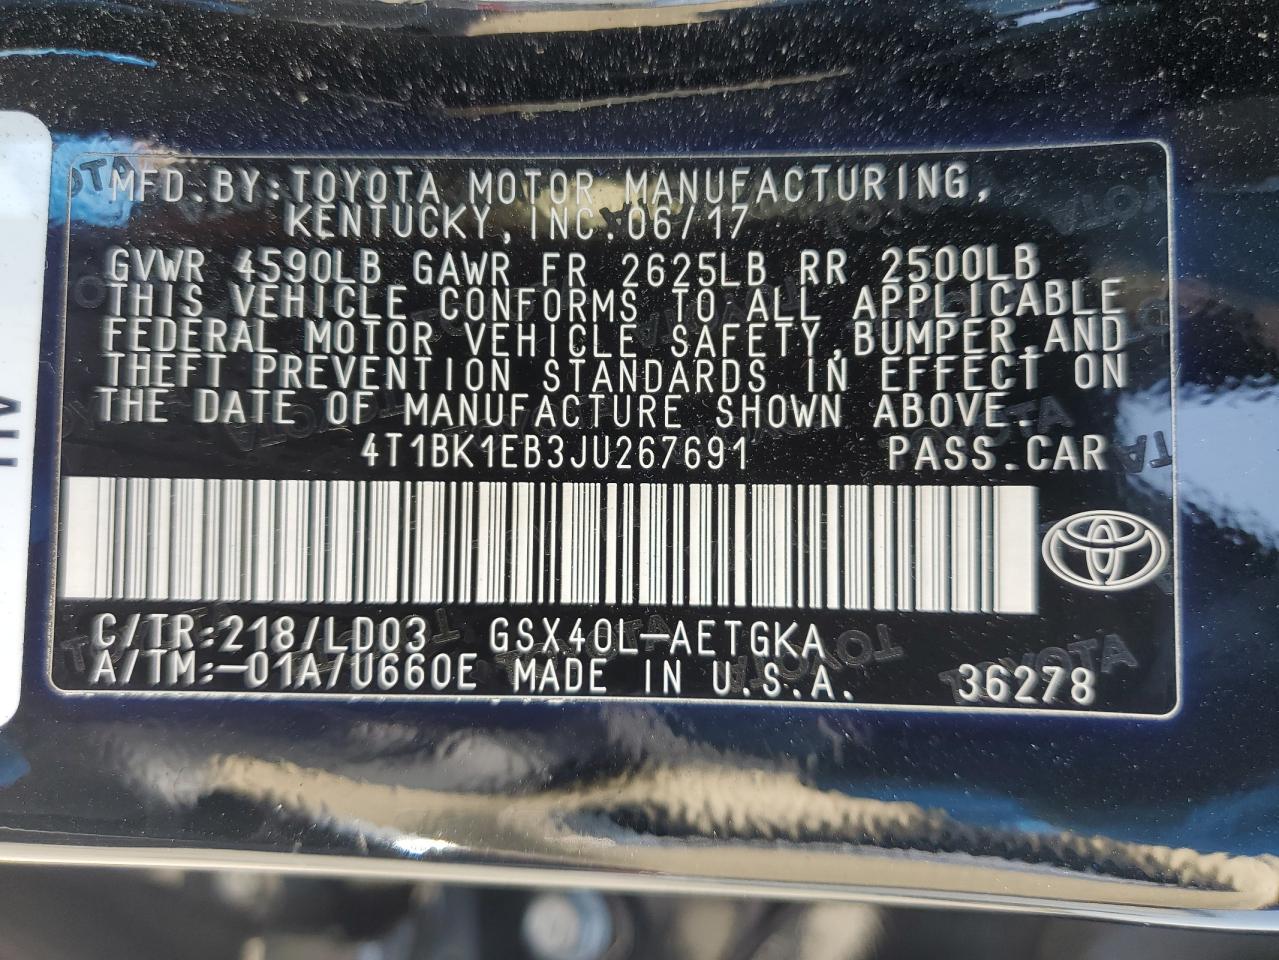 MFD.BY:TOYOTA MOTOR MANUFACTURING,
KENTUCKY,INC.06/17
GVWR 4590LB GAWR FR 2625LB RR 2500LB
THIS VEHICLE CONFORMS TO ALL APPLICABLE
FEDERAL MOTOR VEHICLE SAFETY,BUMPER,AND
THEFT PREVENTION STANDARDS IN EFFECT ON
THE DATE OF MANUFACTURE SHOWN ABOVE.
4T1BK1EB3JU267691 PASS.CAR
C/TR:218/LD03 GSX40L-AETGKA
A/TM:-01A/U660E MADE IN U.S.A. 36278